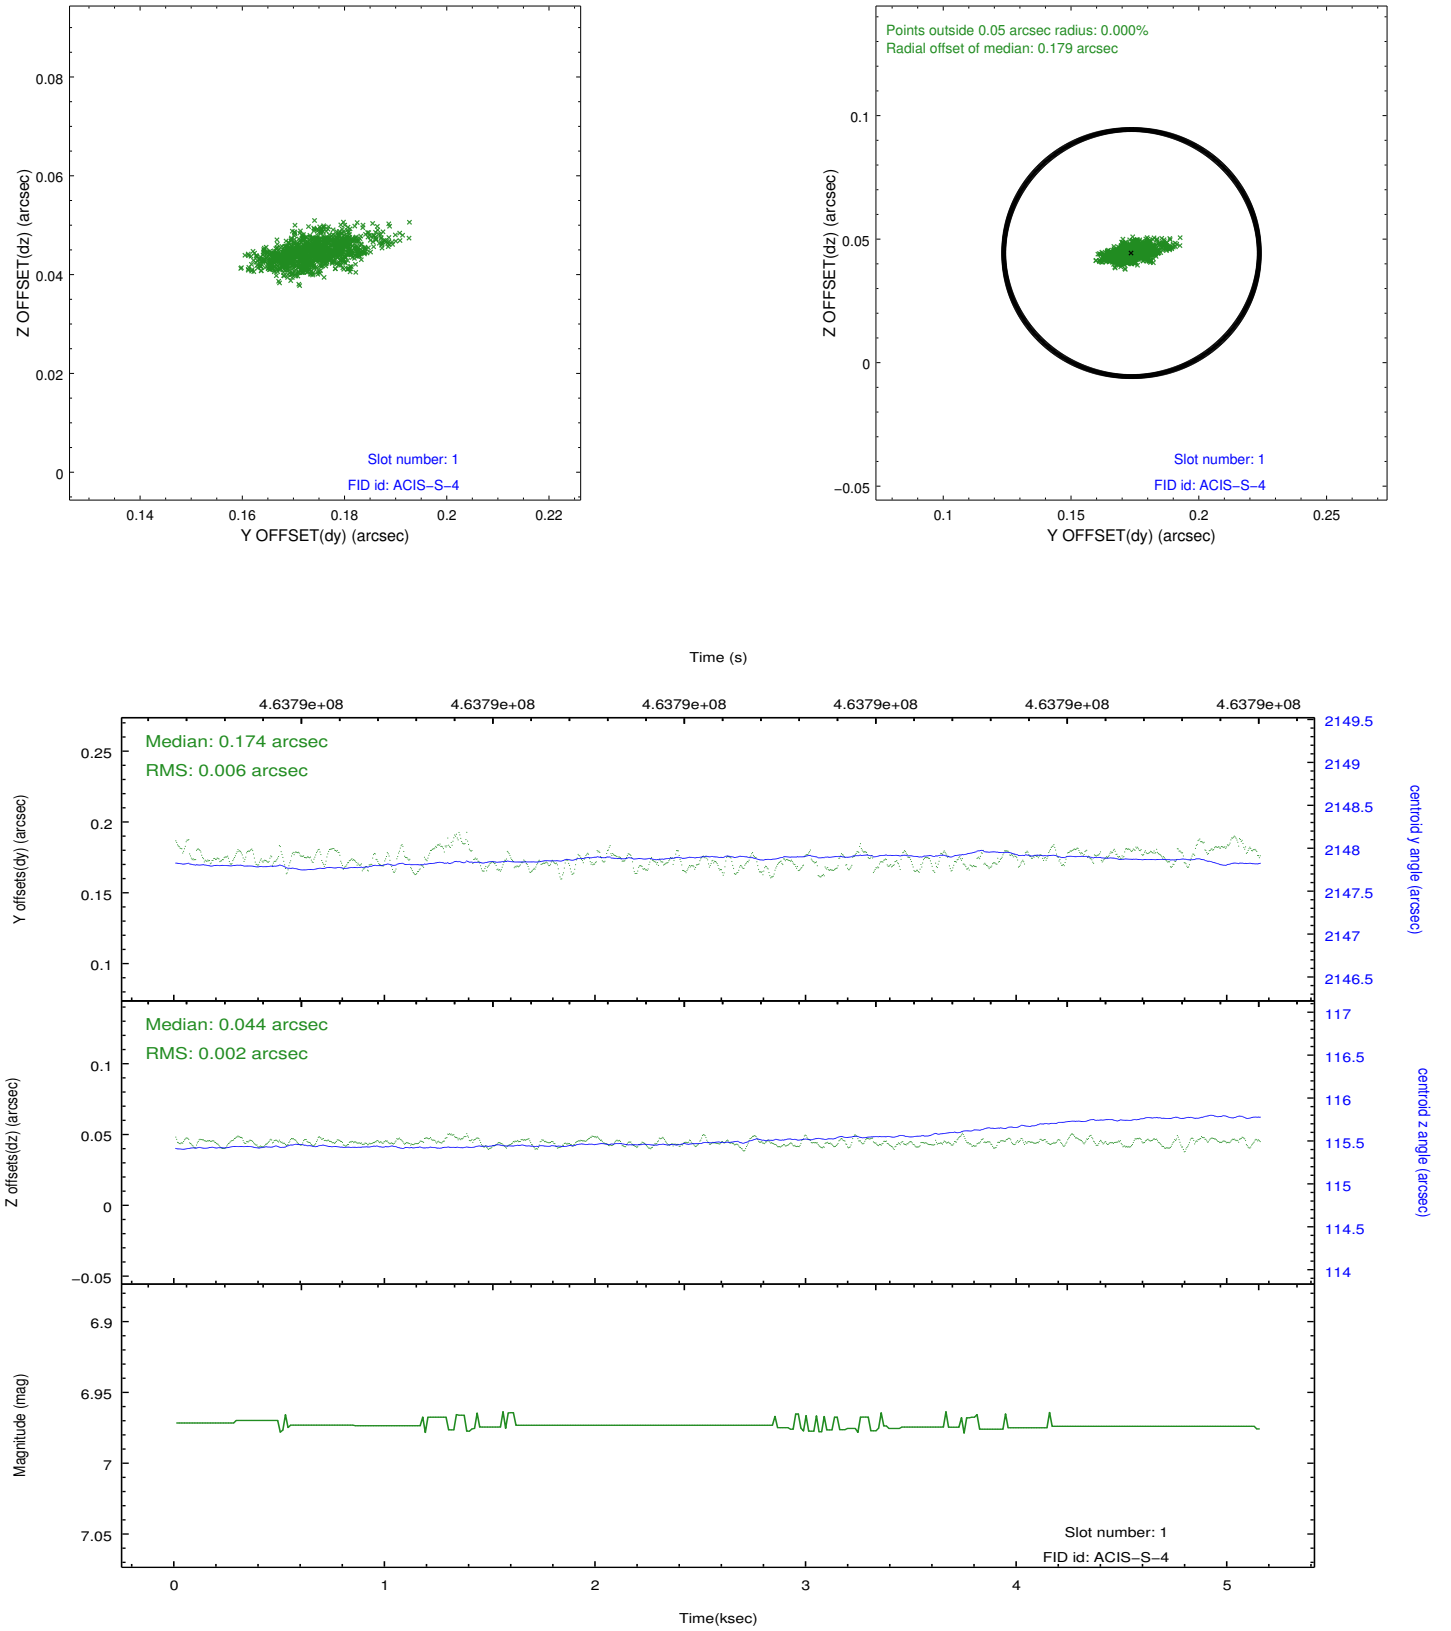 0.08
0.06
0.04
0.02
0
Z OFFSET(dz) (arcsec)
Slot number: 1
FID id: ACIS−S−4
0.14 0.16 0.18 0.2 0.22
Y OFFSET(dy) (arcsec)
Points outside 0.05 arcsec radius: 0.000%
Radial offset of median: 0.179 arcsec
0.1
0.05
0
−0.05
Z OFFSET(dz) (arcsec)
Slot number: 1
FID id: ACIS−S−4
0.1 0.15 0.2 0.25
Y OFFSET(dy) (arcsec)
Time (s)
4.6379e+08 4.6379e+08 4.6379e+08 4.6379e+08 4.6379e+08 4.6379e+08
Median: 0.174 arcsec
RMS: 0.006 arcsec
0.25
0.2
0.15
0.1
Y offsets(dy) (arcsec)
2149.5
2149
2148.5
2148
2147.5
2147
2146.5
centroid y angle (arcsec)
Median: 0.044 arcsec
RMS: 0.002 arcsec
0.1
0.05
0
−0.05
Z offsets(dz) (arcsec)
117
116.5
116
115.5
115
114.5
114
centroid z angle (arcsec)
6.9
6.95
7
7.05
Magnitude (mag)
Slot number: 1
FID id: ACIS−S−4
0 1 2 3 4 5
Time(ksec)